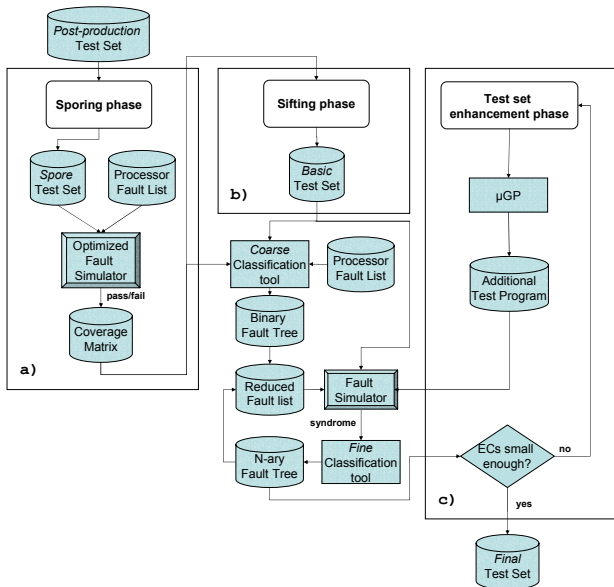 Post-production
Test Set
Sporing phase
Spore
Test Set
Processor
Fault List
Optimized
Fault
Simulator
pass/fail
Coverage
Matrix
a)
Sifting phase
Basic
Test Set
b)
Coarse
Classification
tool
Processor
Fault List
Binary
Fault Tree
Reduced
Fault list
Fault
Simulator
syndrome
N-ary
Fault Tree
Fine
Classification
tool
Test set
enhancement phase
µGP
Additional
Test Program
ECs small
enough?
no
c)
yes
Final
Test Set